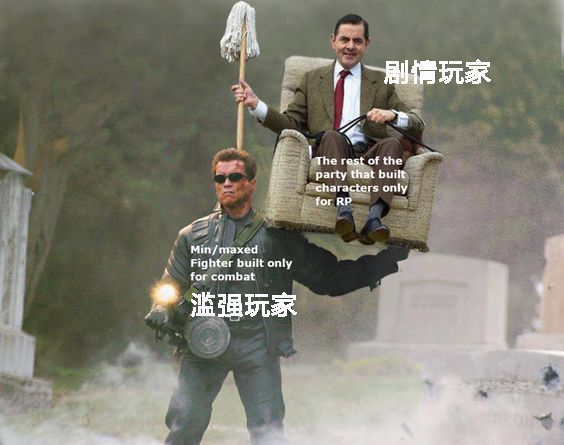 剧情玩家
The rest of the
party that built
characters only
for RP
Min/maxed
Fighter built only
for combat
滥强玩家